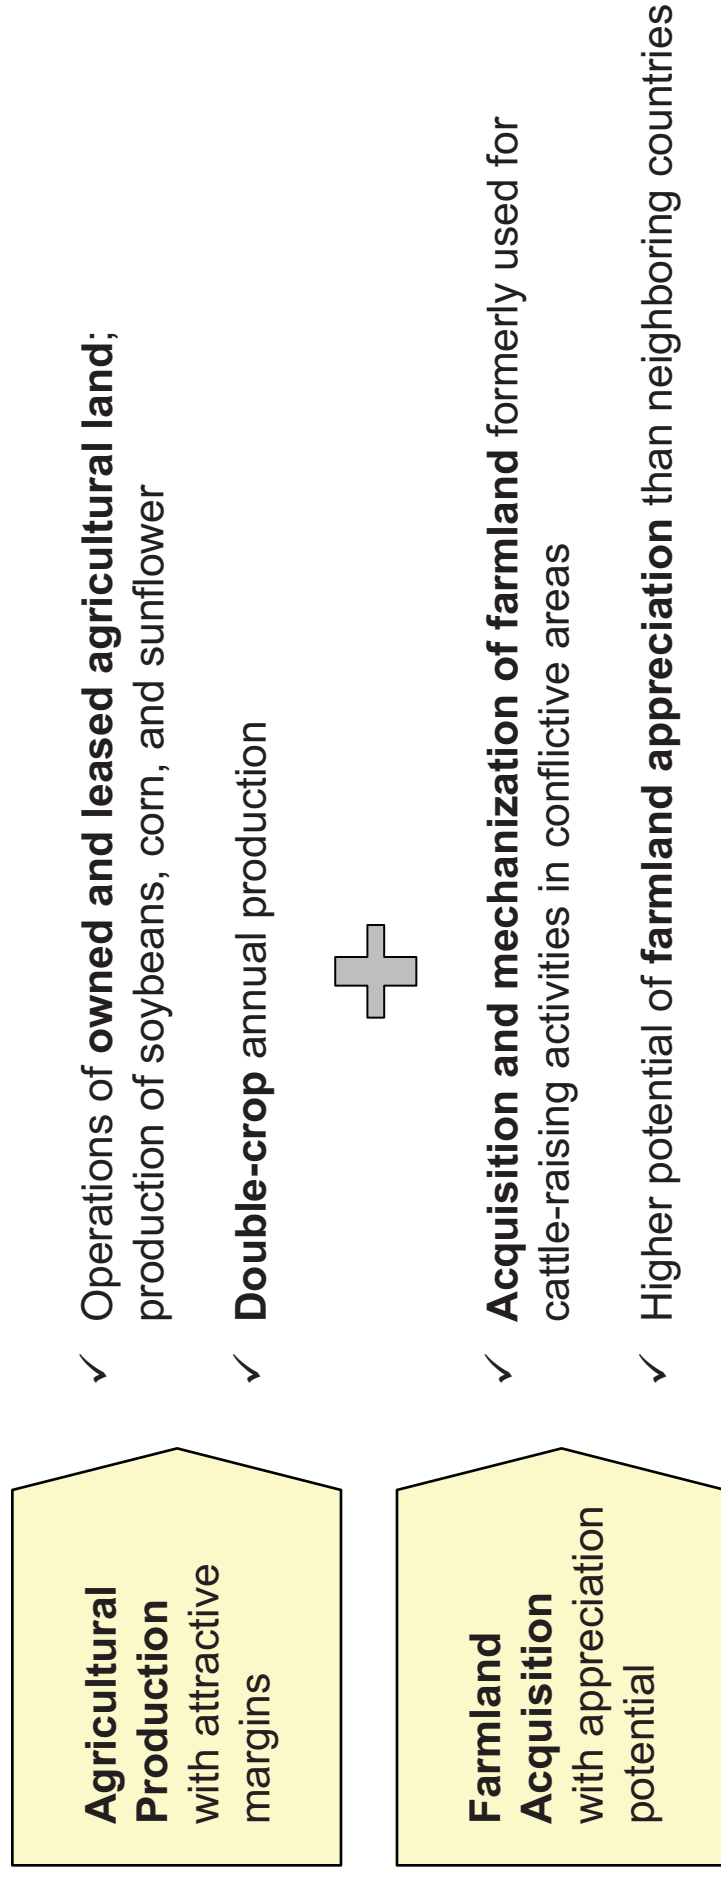 Agricultural
Production
with attractive
margins
✓ Operations of owned and leased agricultural land;
production of soybeans, corn, and sunflower
✓ Double-crop annual production
Farmland
Acquisition
with appreciation
potential
✓ Acquisition and mechanization of farmland formerly used for
cattle-raising activities in conflictive areas
✓ Higher potential of farmland appreciation than neighboring countries